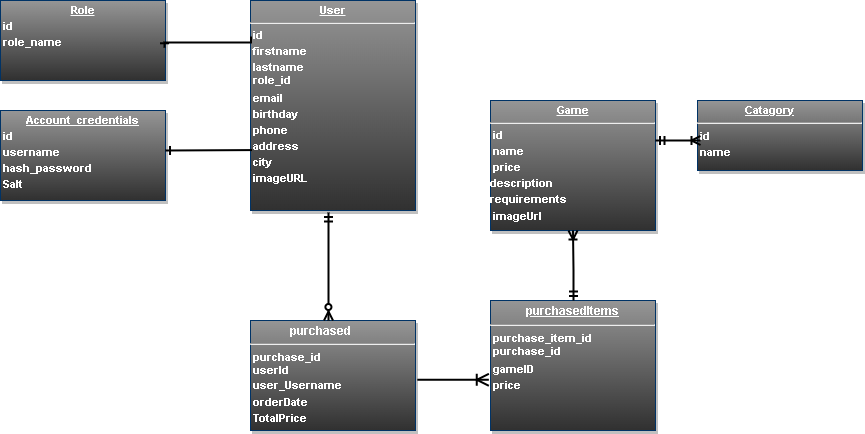 Role
id
role_name
Account_credentials
id
username
hash_password
Salt
User
id
firstname
lastname
role_id
email
birthday
phone
address
city
imageURL
Game
id
name
price
description
requirements
imageUrl
Catagory
id
name
purchased
purchase_id
userId
user_Username
orderDate
TotalPrice
purchasedItems
purchase_item_id
purchase_id
gameID
price